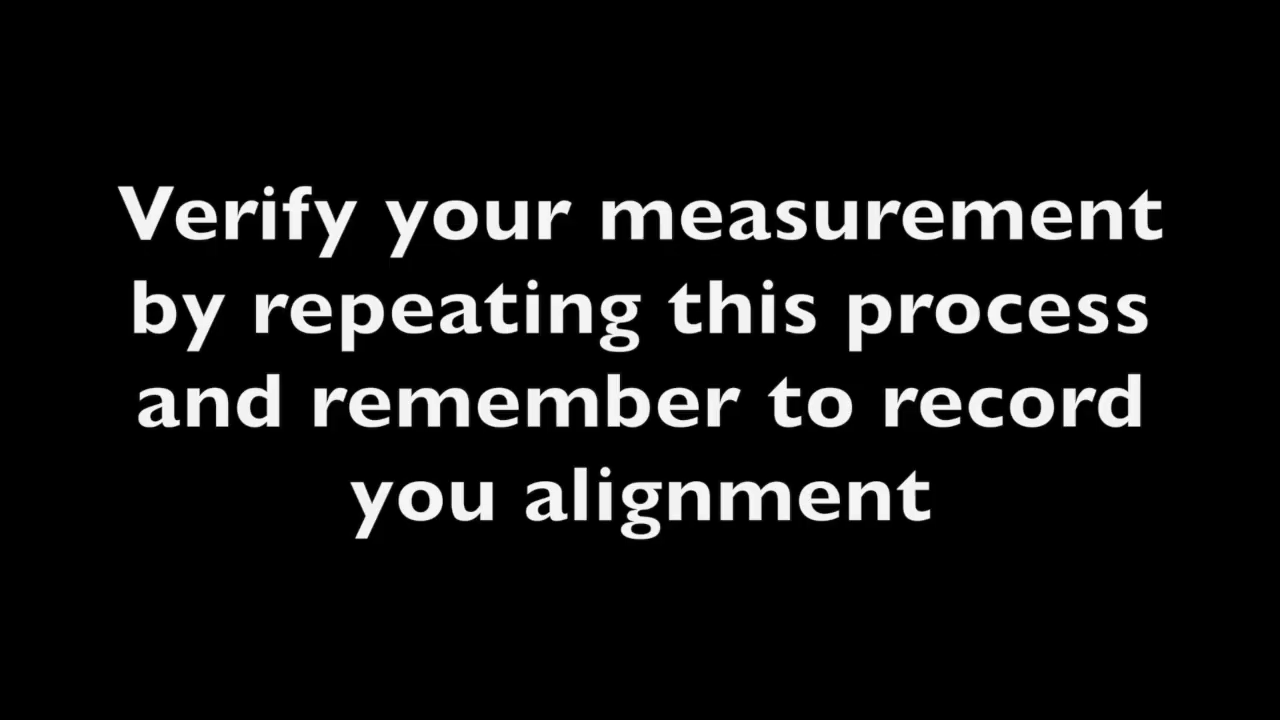 Verify your measurement
by repeating this process
and remember to record
you alignment